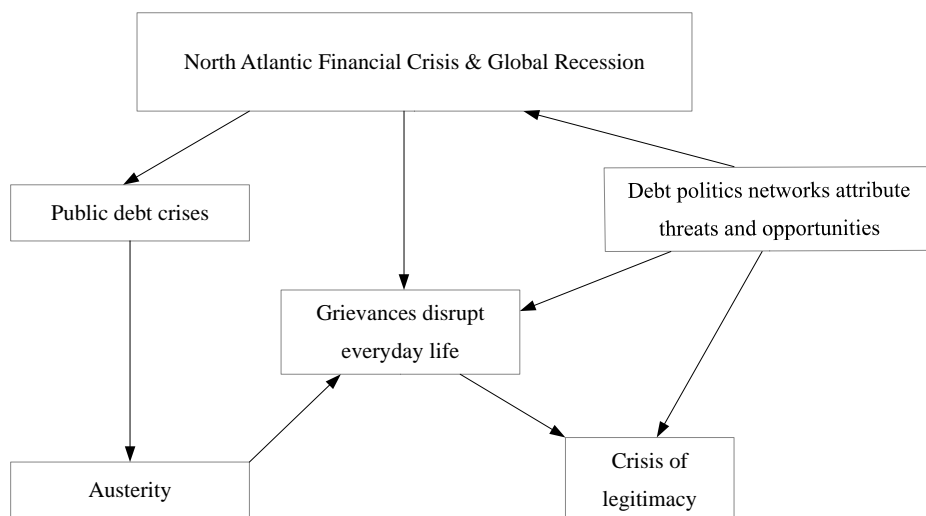 North Atlantic Financial Crisis & Global Recession
Public debt crises
Debt politics networks attribute
threats and opportunities
Grievances disrupt
everyday life
Austerity
Crisis of
legitimacy